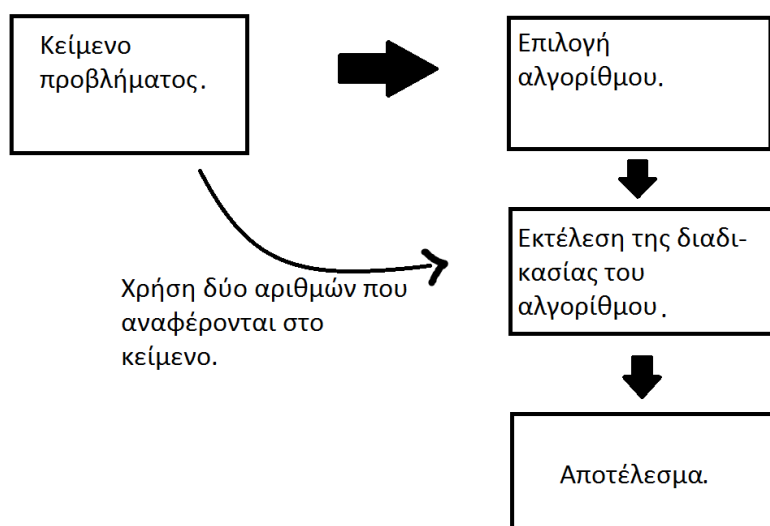 Κείμενο
προβλήματος.
Επιλογή
αλγορίθμου.
Εκτέλεση της διαδι-
κασίας του
αλγορίθμου.
Χρήση δύο αριθμών που
αναφέρονται στο
κείμενο.
Αποτέλεσμα.